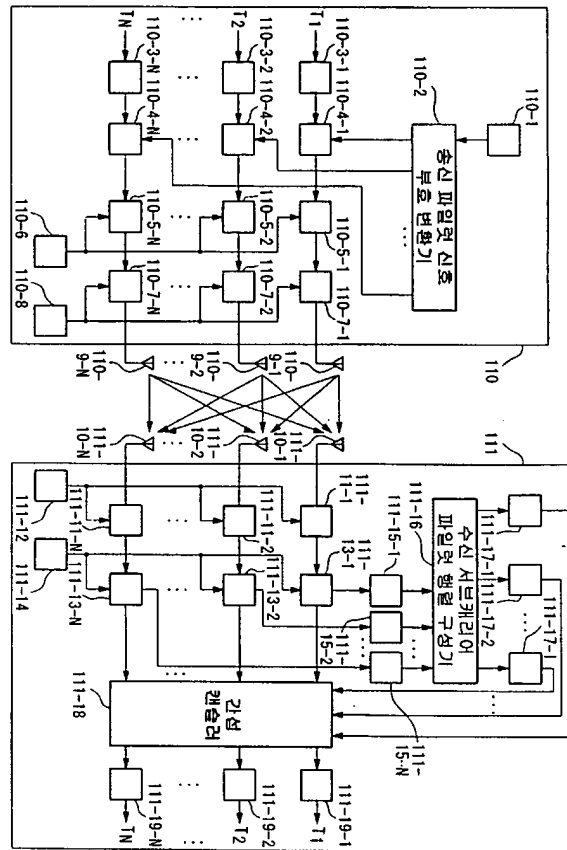 110-1
110-2
송신 파일럿 신호
부호 변환기
...
T1
110-3-1
110-4-1
110-5-1
110-7-1
110-
9-1
T2
110-3-2
110-4-2
110-5-2
110-7-2
110-
9-2
...
TN
110-3-N
110-4-N
110-5-N
110-7-N
110-
9-N
110-6
110-8
110
111
111-17-1
111-17-2
111-17-1
...
111-16
수신 서브캐리어
파일럿 행렬 구성기
111-15-1
111-
15-2
111-
15-N
111-
10-1
111-
11-1
111-
13-1
111-
10-2
111-11-2
111-13-2
111-
10-N
111-11-N
111-13-N
111-12
111-14
간섭
캔슬러
111-18
111-19-1
T1
111-19-2
T2
...
111-19-N
TN